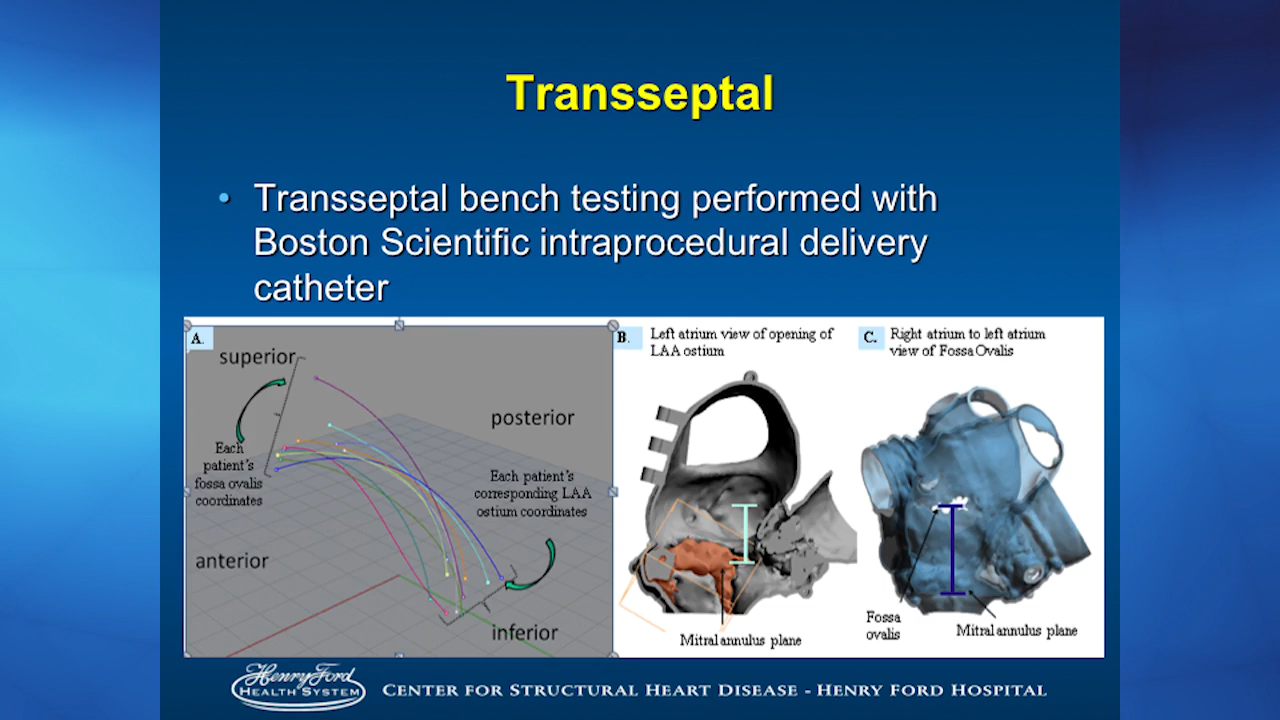 Transseptal
• Transseptal bench testing performed with
Boston Scientific intraprocedural delivery
catheter
A.
superior
posterior
Each
patient's
fossa ovalis
coordinates
Each patient's
corresponding LAA
ostium coordinates
anterior
inferior
B.
Left atrium view of opening of
LAA ostium
Mitral annulus plane
C.
Right atrium to left atrium
view of Fossa Ovalis
Fossa
ovalis
Mitral annulus plane
Henry Ford
HEALTH SYSTEM
CENTER FOR STRUCTURAL HEART DISEASE - HENRY FORD HOSPITAL